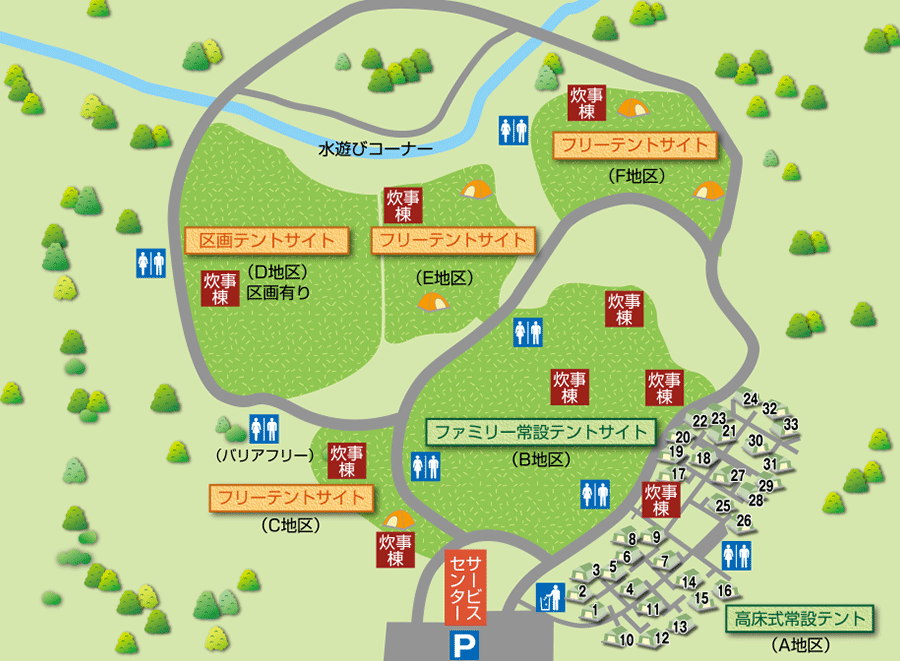 炊事
棟
フリーテントサイト
(F地区)
水遊びコーナー
炊事
棟
区画テントサイト
(D地区)
区画有り
炊事
棟
フリーテントサイト
(E地区)
炊事
棟
炊事
棟
炊事
棟
ファミリー常設テントサイト
(B地区)
(バリアフリー)
炊事
棟
フリーテントサイト
(C地区)
炊事
棟
サービス
センター
P
炊事
棟
24
32
33
22
23
21
20
30
19
18
31
17
27
29
28
25
26
8
9
6
7
3
5
2
4
14
16
15
1
11
13
10
12
高床式常設テント
(A地区)